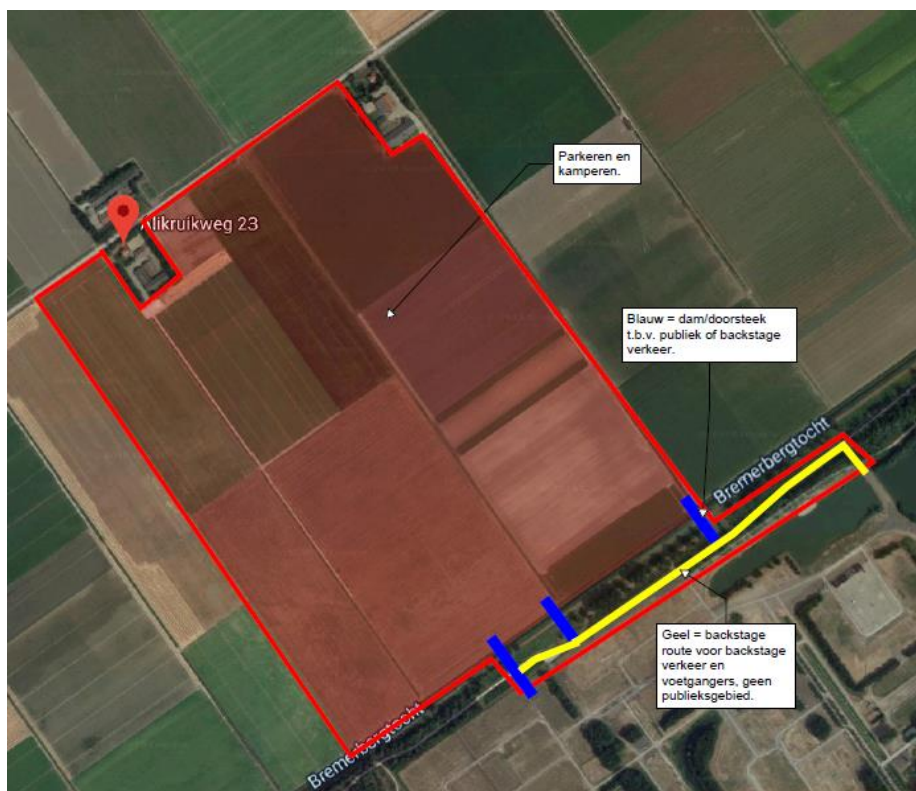 Parkeren en
kamperen.
Alikruikweg 23
Blauw = dam/doorsteek
t.b.v. publiek of backstage
verkeer.
Bremerbergtocht
Geel = backstage
route voor backstage
verkeer en
voetgangers, geen
publieksgebied.
Bremerbergtocht